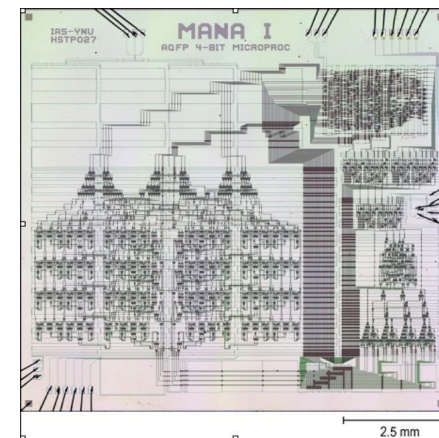 IAS-YNU
HSTP027
MANA I
AQFP 4-BIT MICROPROC
2.5 mm